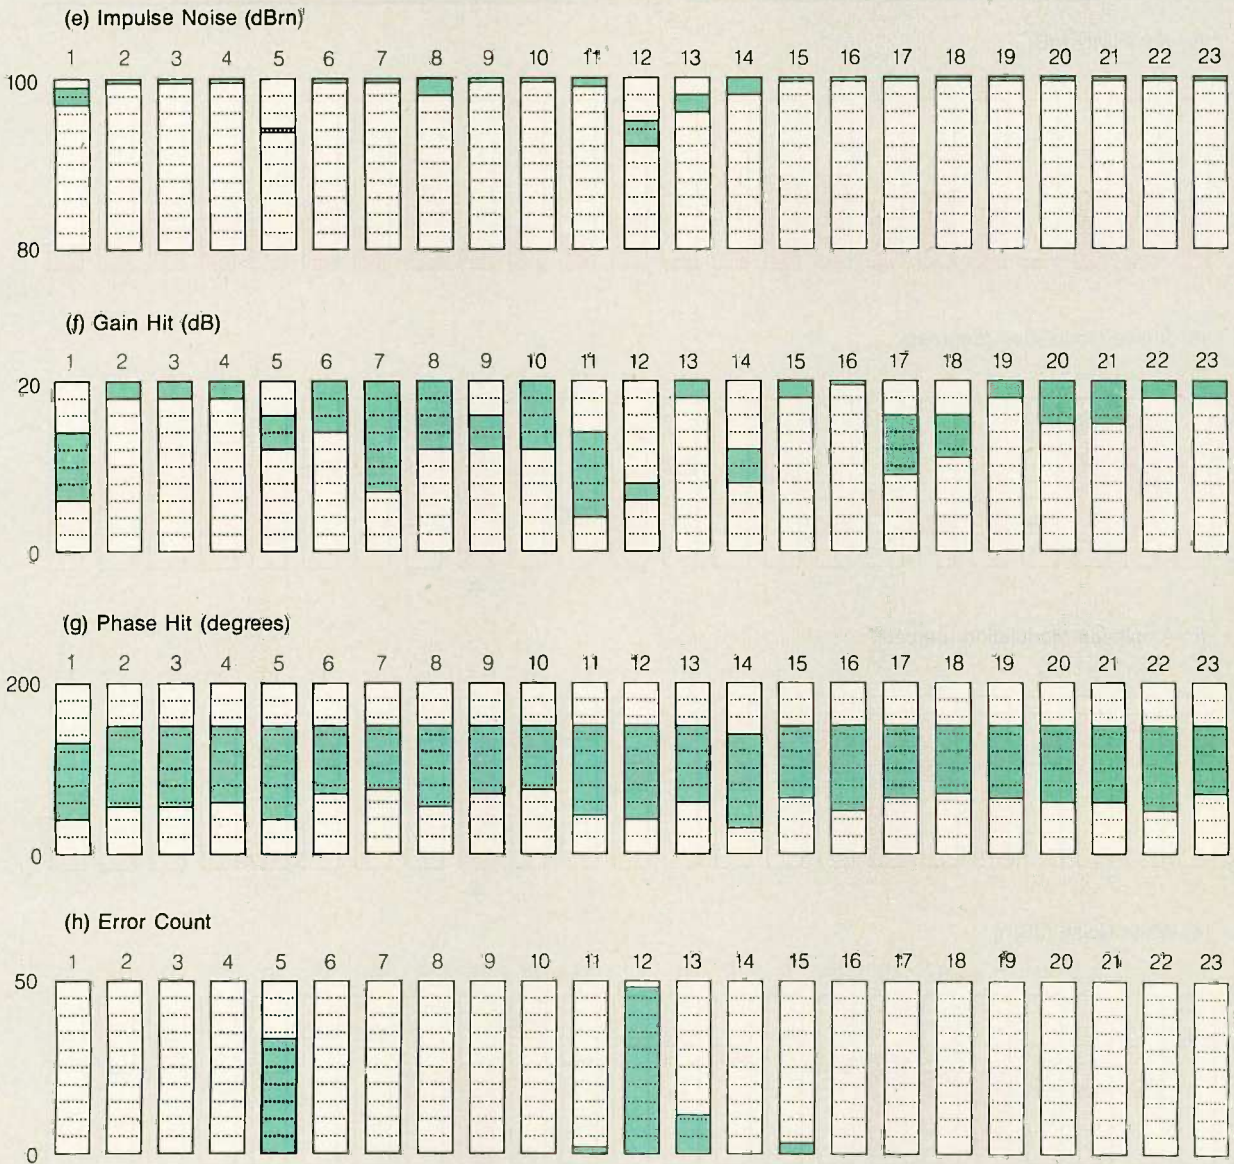 (e) Impulse Noise (dBrn)
1 2 3 4 5 6 7 8 9 10 11 12 13 14 15 16 17 18 19 20 21 22 23
100
80
(f) Gain Hit (dB)
1 2 3 4 5 6 7 8 9 10 11 12 13 14 15 16 17 18 19 20 21 22 23
20
0
(g) Phase Hit (degrees)
1 2 3 4 5 6 7 8 9 10 11 12 13 14 15 16 17 18 19 20 21 22 23
200
0
(h) Error Count
1 2 3 4 5 6 7 8 9 10 11 12 13 14 15 16 17 18 19 20 21 22 23
50
0